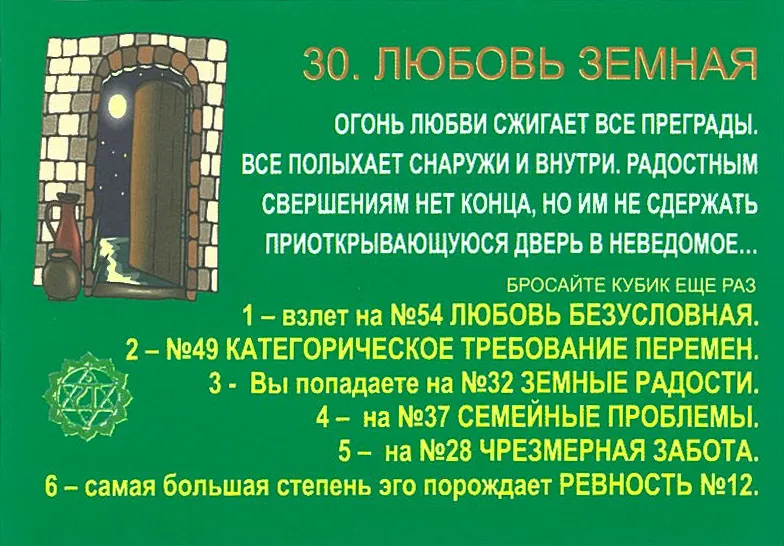 30. ЛЮБОВЬ ЗЕМНАЯ
ОГОНЬ ЛЮБВИ СЖИГАЕТ ВСЕ ПРЕГРАДЫ.
ВСЕ ПОЛЫХАЕТ СНАРУЖИ И ВНУТРИ. РАДОСТНЫМ
СВЕРШЕНИЯМ НЕТ КОНЦА, НО ИМ НЕ СДЕРЖАТЬ
ПРИОТКРЫВАЮЩУЮСЯ ДВЕРЬ В НЕВЕДОМОЕ...
БРОСАЙТЕ КУБИК ЕЩЕ РАЗ
1 – взлет на №54 ЛЮБОВЬ БЕЗУСЛОВНАЯ.
2 – №49 КАТЕГОРИЧЕСКОЕ ТРЕБОВАНИЕ ПЕРЕМЕН.
3 - Вы попадаете на №32 ЗЕМНЫЕ РАДОСТИ.
4 – на №37 СЕМЕЙНЫЕ ПРОБЛЕМЫ.
5 – на №28 ЧРЕЗМЕРНАЯ ЗАБОТА.
6 – самая большая степень эго порождает РЕВНОСТЬ №12.